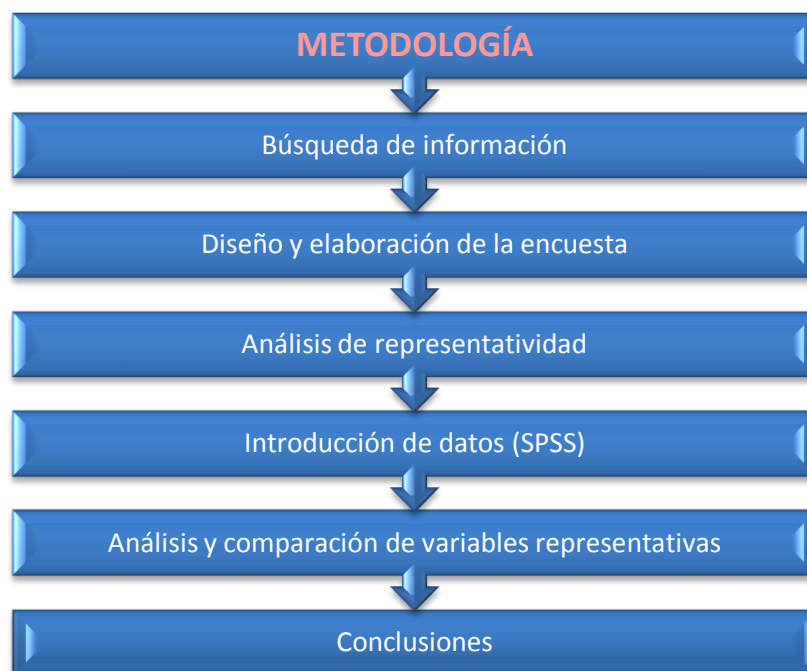 METODOLOGÍA
Búsqueda de información
Diseño y elaboración de la encuesta
Análisis de representatividad
Introducción de datos (SPSS)
Análisis y comparación de variables representativas
Conclusiones